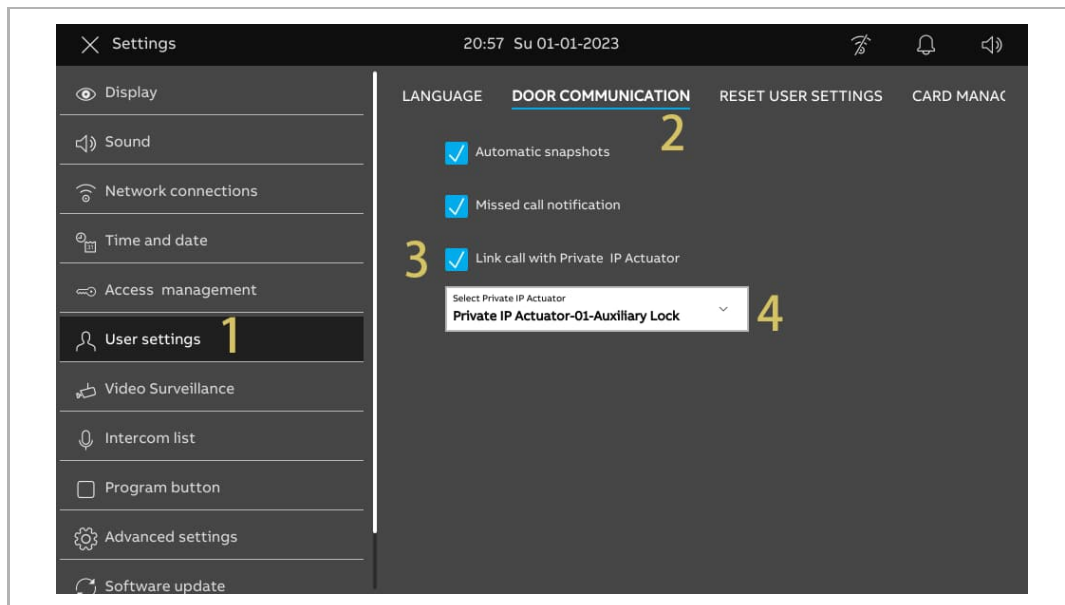 Settings
20:57 Su 01-01-2023
Display
Sound
Network connections
Time and date
Access management
User settings
1
Video Surveillance
Intercom list
Program button
Advanced settings
Software update
LANGUAGE DOOR COMMUNICATION RESET USER SETTINGS CARD MANAC
2
Automatic snapshots
Missed call notification
3
Link call with Private IP Actuator
Select Private IP Actuator
Private IP Actuator-01-Auxiliary Lock
4